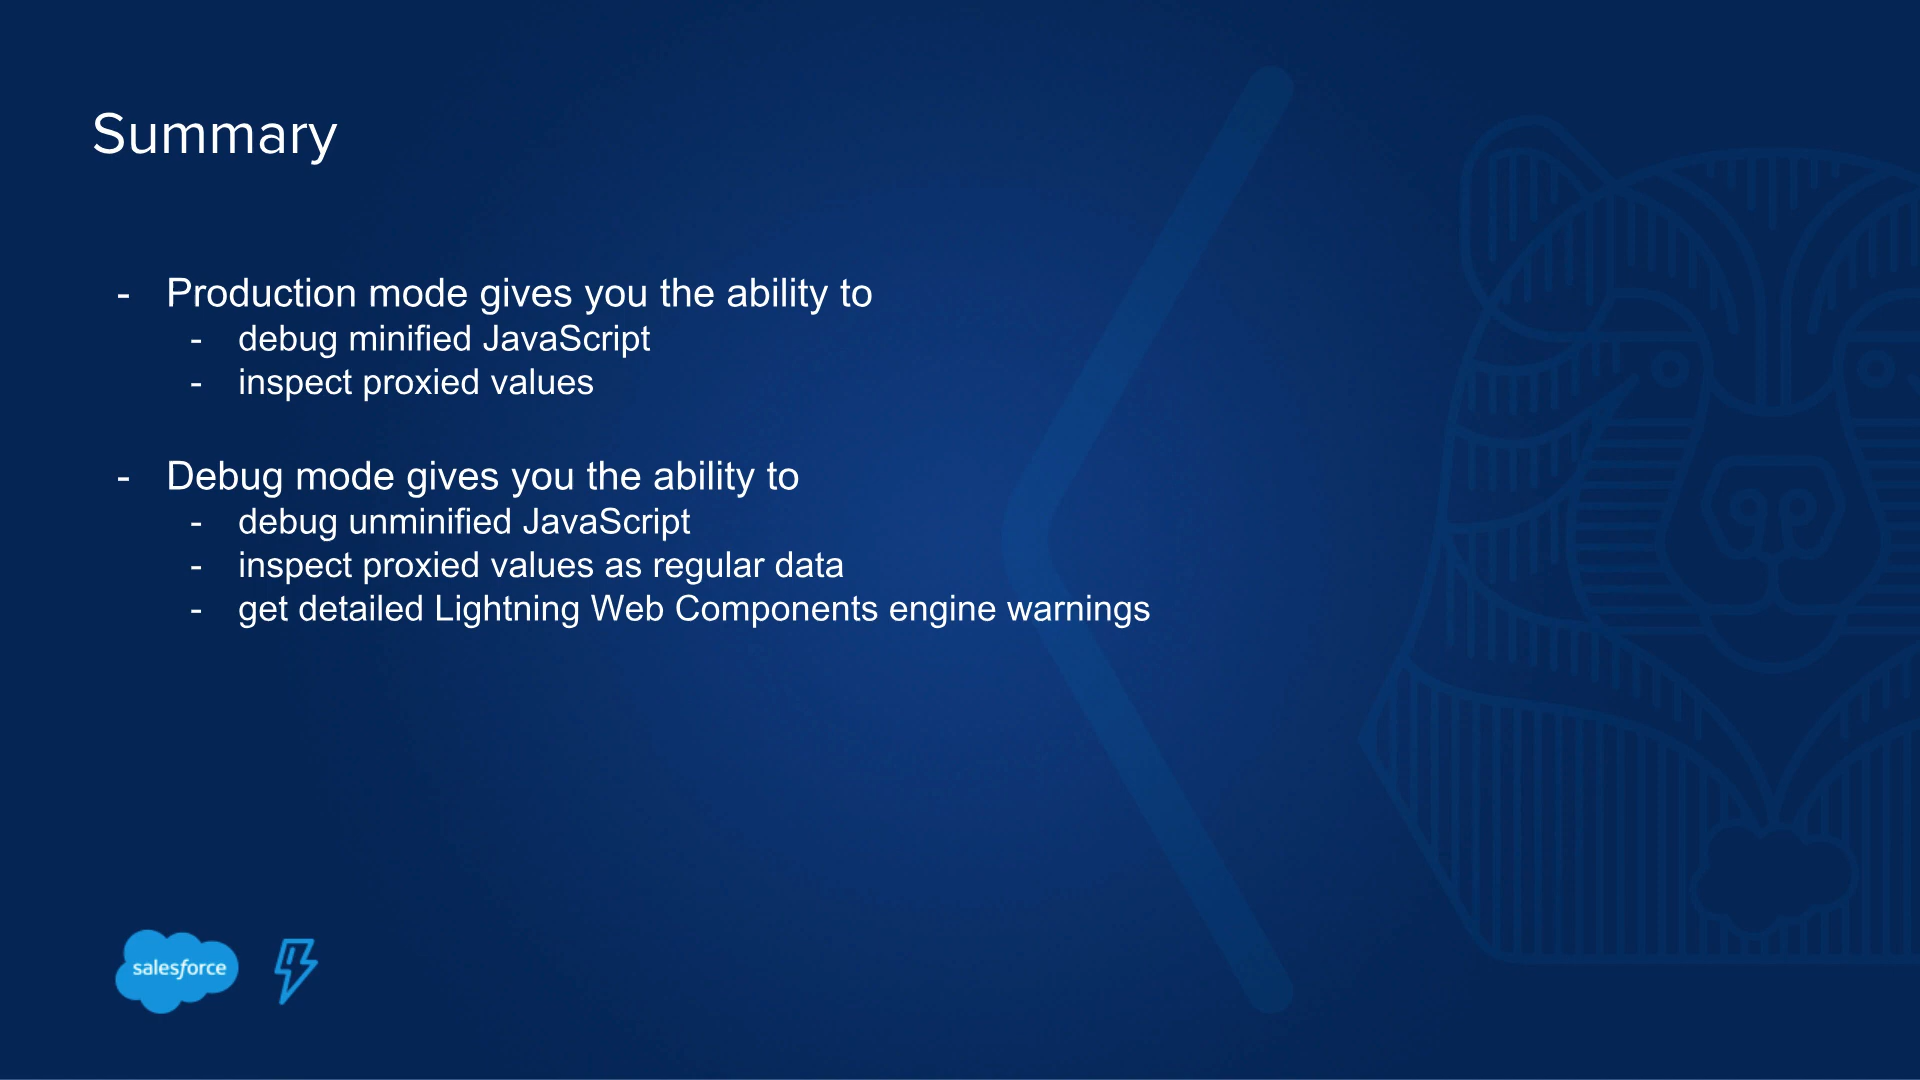 Summary
- Production mode gives you the ability to
- debug minified JavaScript
- inspect proxied values
- Debug mode gives you the ability to
- debug unminified JavaScript
- inspect proxied values as regular data
- get detailed Lightning Web Components engine warnings
salesforce